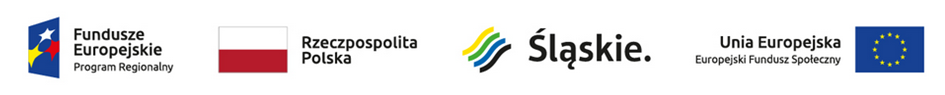 Fundusze
Europejskie
Program Regionalny
Rzeczpospolita
Polska
Śląskie.
Unia Europejska
Europejski Fundusz Społeczny